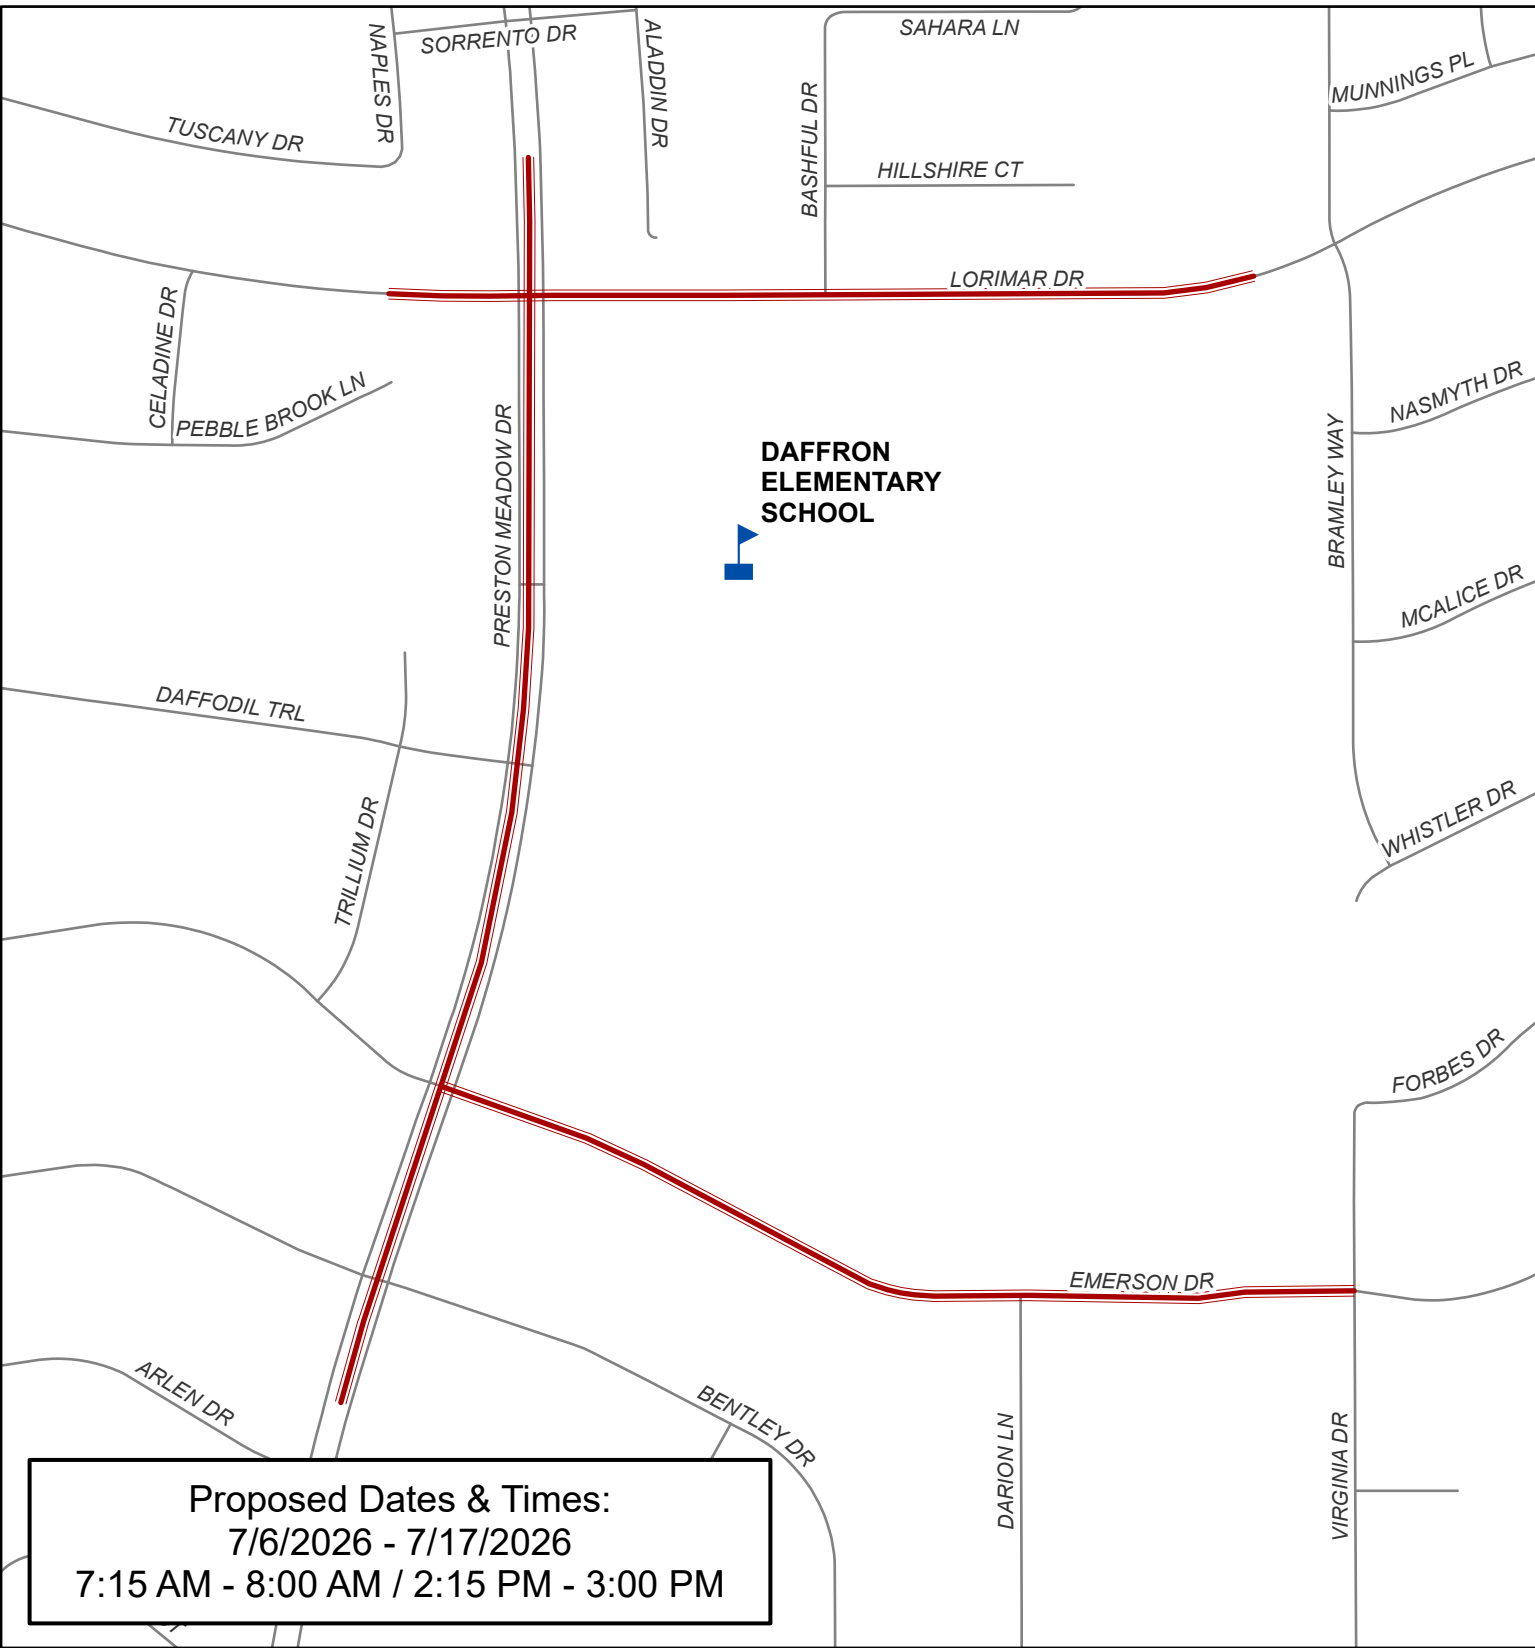 SORRENTO DR
SAHARA LN
NAPLES DR
ALADDIN DR
MUNNINGS PL
TUSCANY DR
BASHFUL DR
HILLSHIRE CT
LORIMAR DR
CELADINE DR
PEBBLE BROOK LN
NASMYTH DR
PRESTON MEADOW DR
BRAMLEY WAY
DAFFRON
ELEMENTARY
SCHOOL
MCALICE DR
DAFFODIL TRL
TRILLIUM DR
WHISTLER DR
FORBES DR
EMERSON DR
ARLEN DR
BENTLEY DR
DARION LN
VIRGINIA DR
Proposed Dates & Times:
7/6/2026 - 7/17/2026
7:15 AM - 8:00 AM / 2:15 PM - 3:00 PM